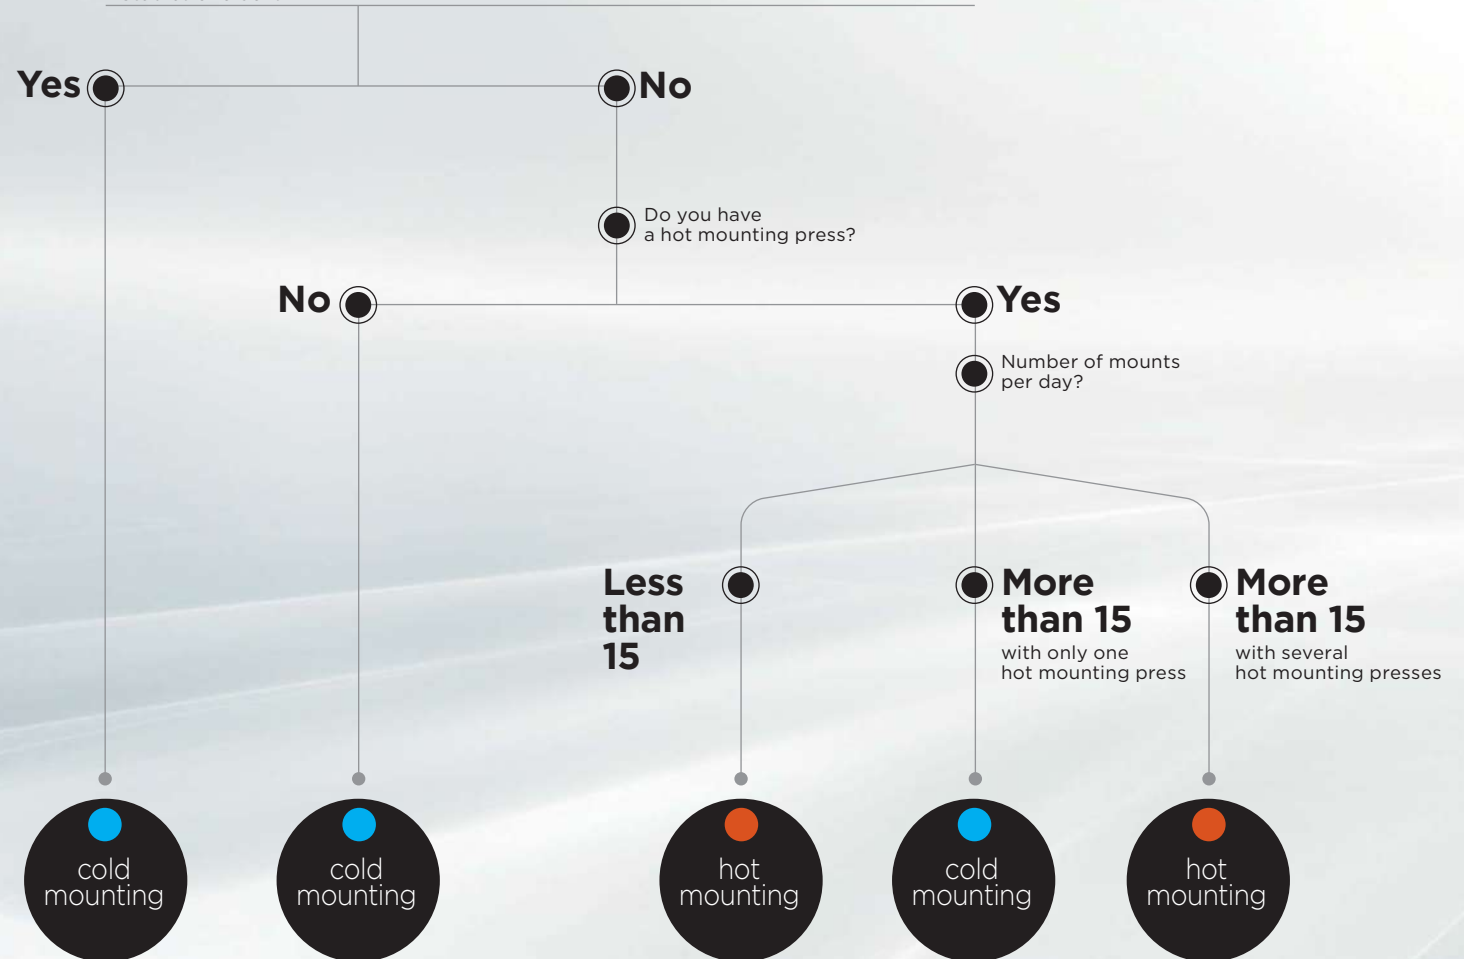 Yes
No
Do you have
a hot mounting press?
No
Yes
Number of mounts
per day?
Less
than
15
More
than 15
with only one
hot mounting press
More
than 15
with several
hot mounting presses
cold
mounting
cold
mounting
hot
mounting
cold
mounting
hot
mounting